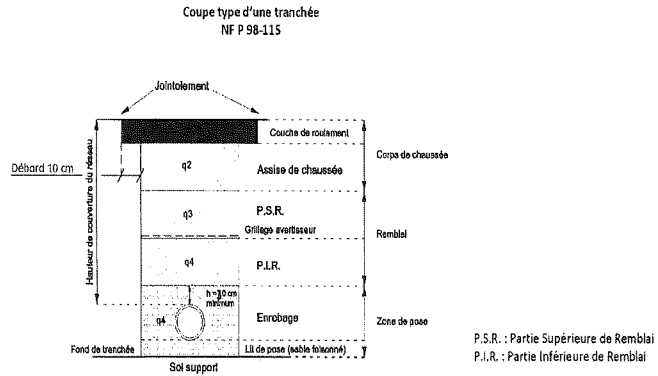 Coupe type d'une tranchée
NF P 98-115
Jointoiement
Couche de roulement
Corps de chaussée
Débord 10 cm
q2
Assise de chaussée
Hauteur de couverture du réseau
q3
P.S.R.
Grillage avertisseur
Remblai
q4
P.I.R.
h = 10 cm
minimum
q4
Enrobage
Zone de pose
P.S.R. : Partie Supérieure de Remblai
Fond de tranchée
Lit de pose (sable foisonné)
P.I.R. : Partie Inférieure de Remblai
Sol support